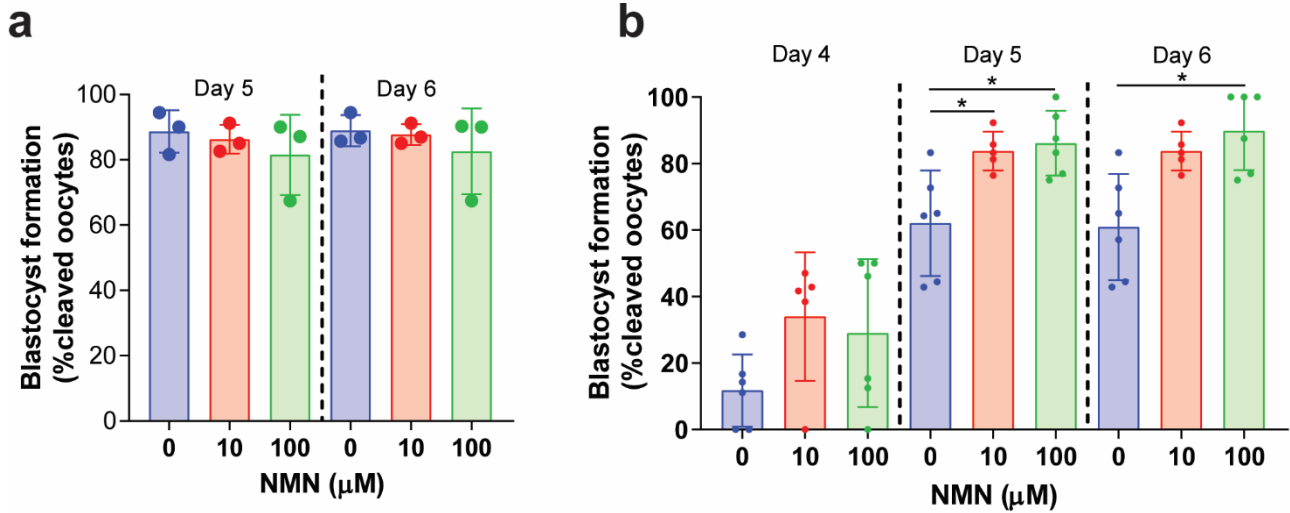 a
Day 5
Day 6
Blastocyst formation
(%cleaved oocytes)
100
80
60
40
20
0
0 10 100 0 10 100
NMN (μM)
b
Day 4
Day 5
Day 6
* * *
Blastocyst formation
(%cleaved oocytes)
100
80
60
40
20
0
0 10 100 0 10 100 0 10 100
NMN (μM)